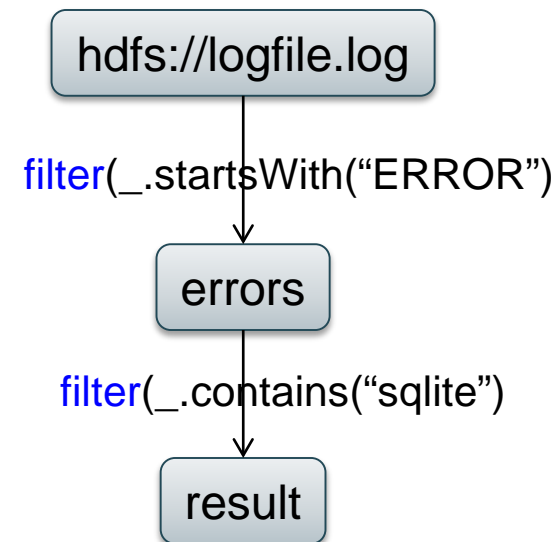 hdfs://logfile.log
filter(_.startsWith(“ERROR”)
errors
filter(_.contains(“sqlite”)
result